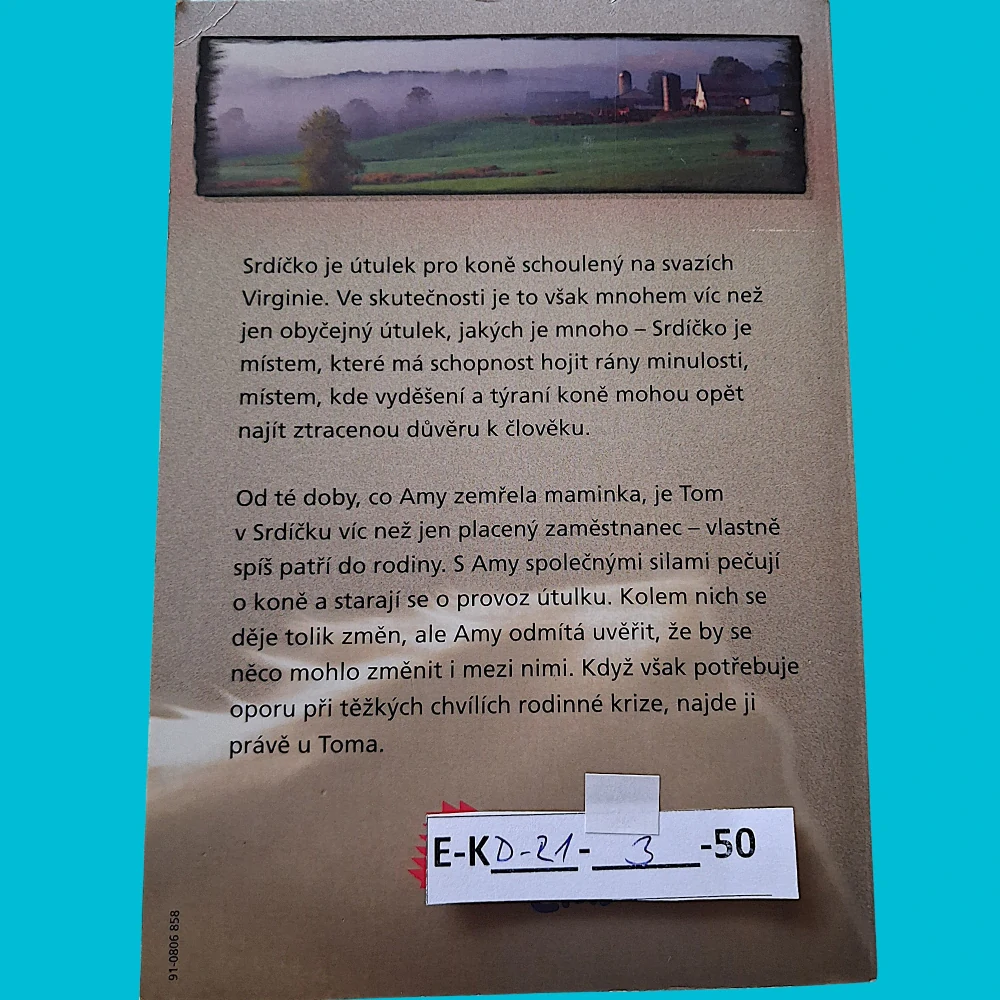 Srdíčko je útulek pro koně schoulený na svazích
Virginie. Ve skutečnosti je to však mnohem víc než
jen obyčejný útulek, jakých je mnoho – Srdíčko je
místem, které má schopnost hojit rány minulosti,
místem, kde vyděšení a týraní koně mohou opět
najít ztracenou důvěru k člověku.
Od té doby, co Amy zemřela maminka, je Tom
v Srdíčku víc než jen placený zaměstnanec – vlastně
spíš patří do rodiny. S Amy společnými silami pečují
o koně a starají se o provoz útulku. Kolem nich se
děje tolik změn, ale Amy odmítá uvěřit, že by se
něco mohlo změnit i mezi nimi. Když však potřebuje
oporu při těžkých chvílích rodinné krize, najde ji
právě u Toma.
E-KD-21-3-50
91-0806 858